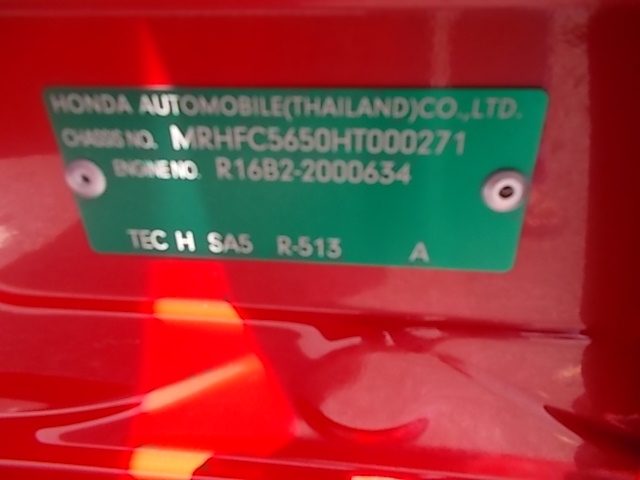 HONDA AUTOMOBILE(THAILAND)CO.,LTD.
CHASSIS NO. MRHFC5650HT000271
ENGINE NO. R16B2-2000634
TEC H SA5 R-513 A